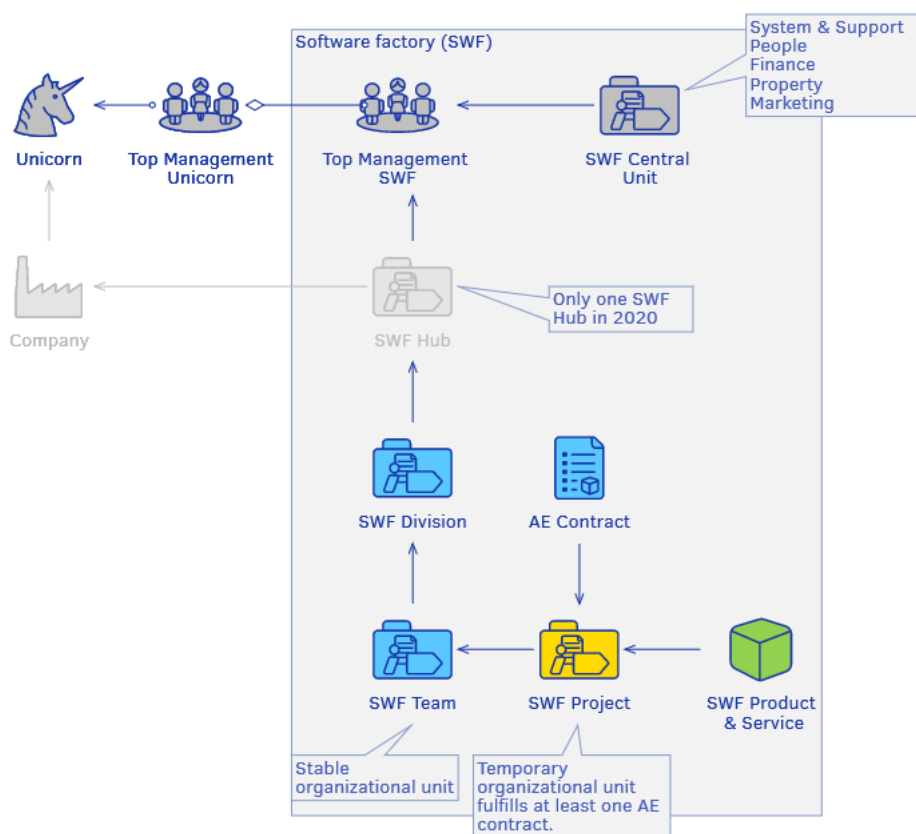 System & Support
People
Finance
Property
Marketing
Software factory (SWF)
Unicorn
Top Management
Unicorn
Top Management
SWF
SWF Central
Unit
Company
SWF Hub
Only one SWF
Hub in 2020
SWF Division
AE Contract
SWF Team
SWF Project
SWF Product
& Service
Stable
organizational unit
Temporary
organizational unit
fulfills at least one AE
contract.